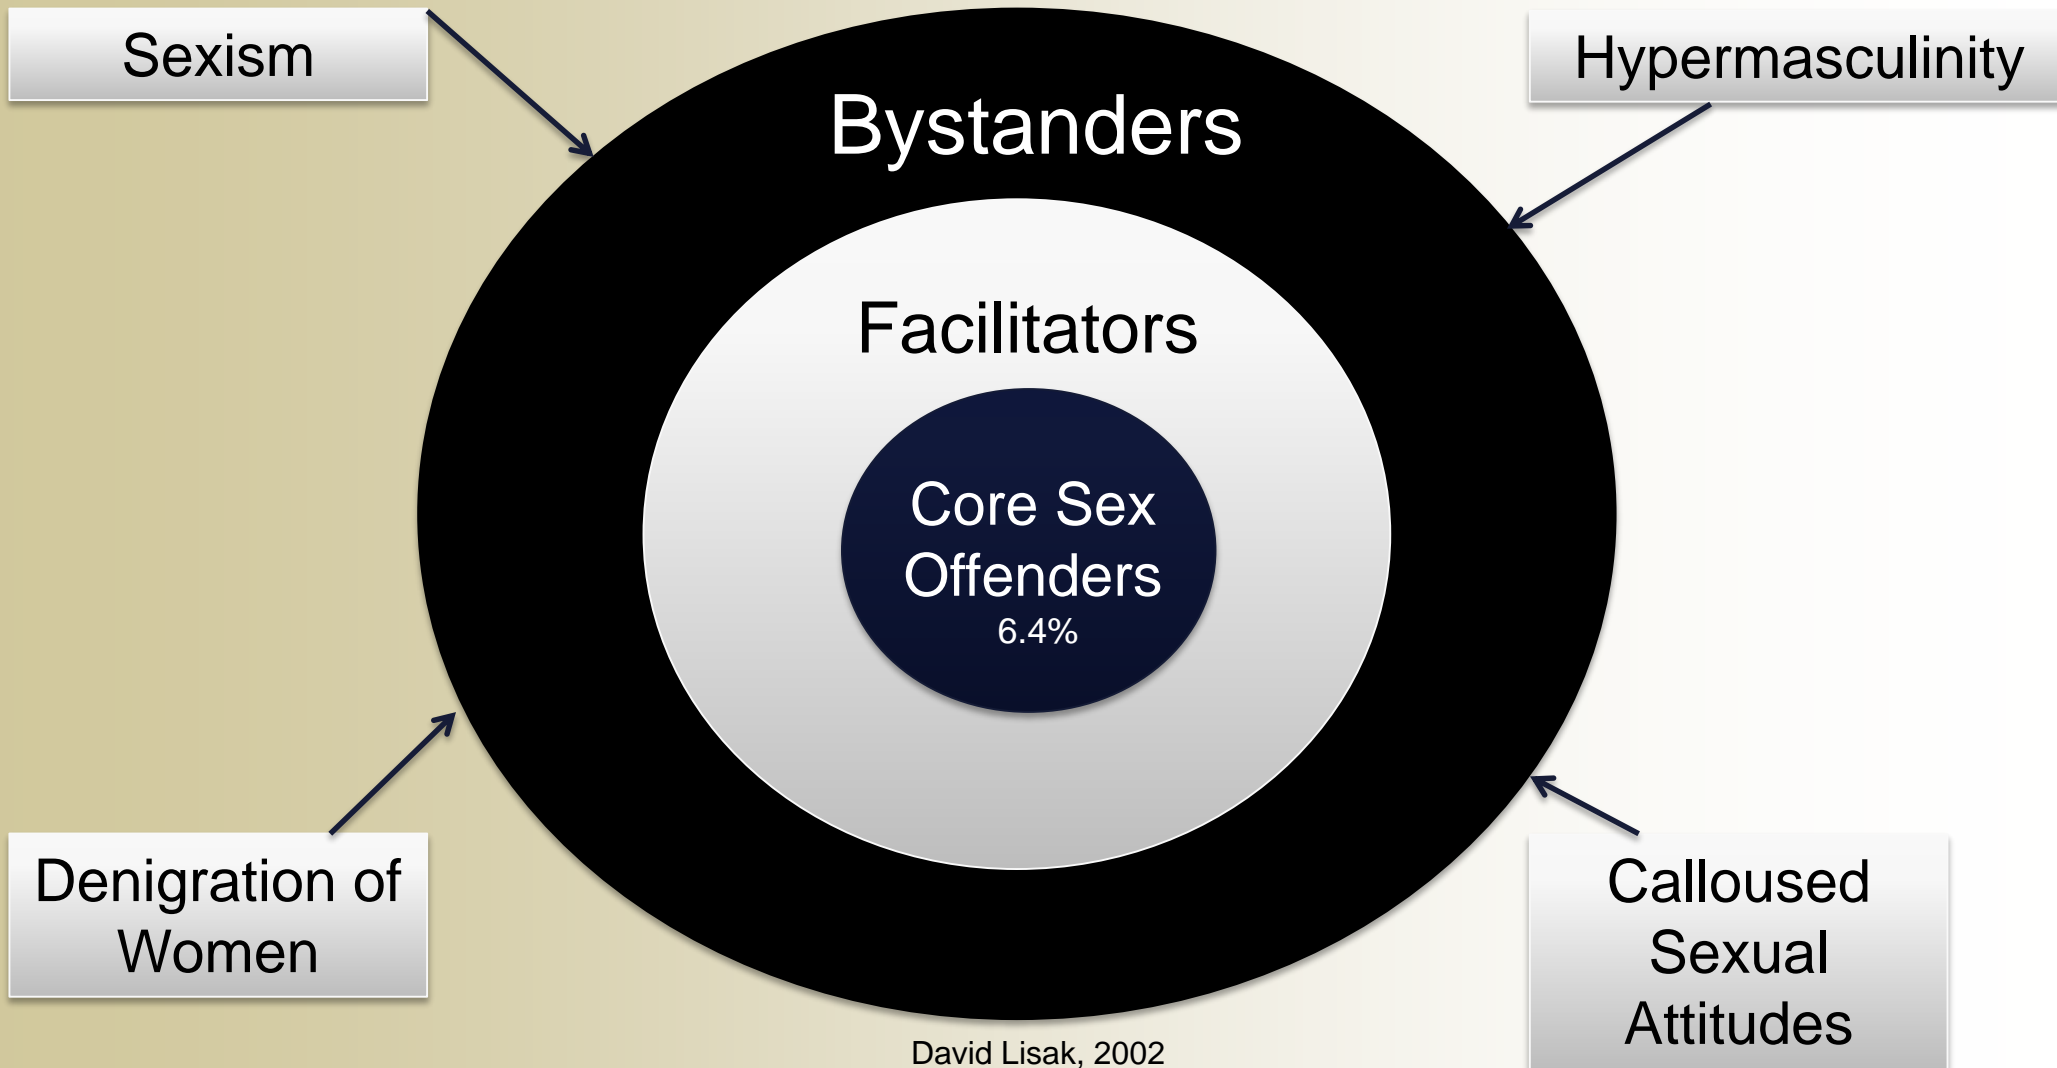 Sexism
Hypermasculinity
Bystanders
Facilitators
Core Sex
Offenders
6.4%
Denigration of
Women
Calloused
Sexual
Attitudes
David Lisak, 2002